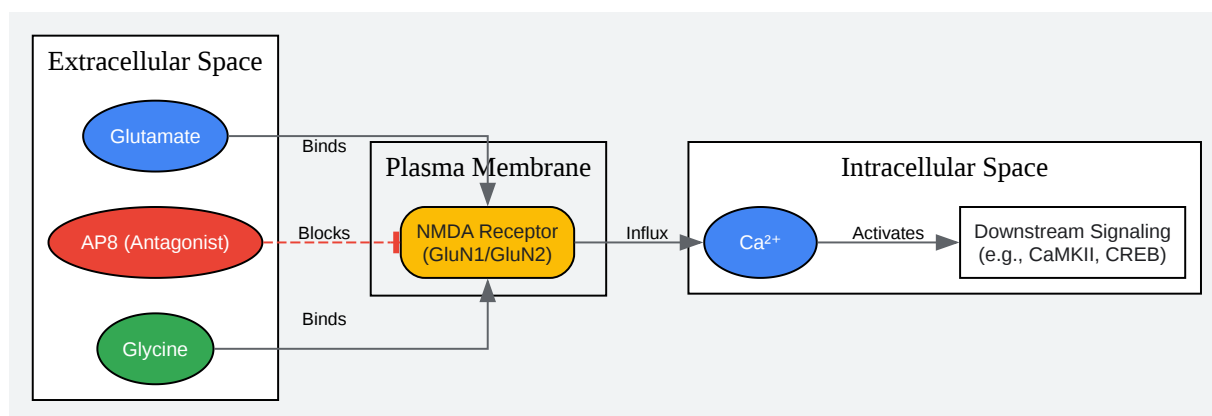 Extracellular Space
Glutamate
Binds
Plasma Membrane
Intracellular Space
AP8 (Antagonist)
Blocks
NMDA Receptor
(GluN1/GluN2)
Influx
Ca²⁺
Activates
Downstream Signaling
(e.g., CaMKII, CREB)
Binds
Glycine